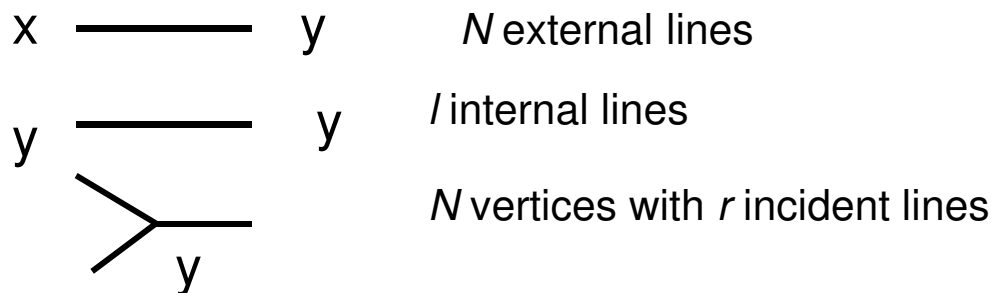 x y N external lines
y y I internal lines
N vertices with r incident lines
y